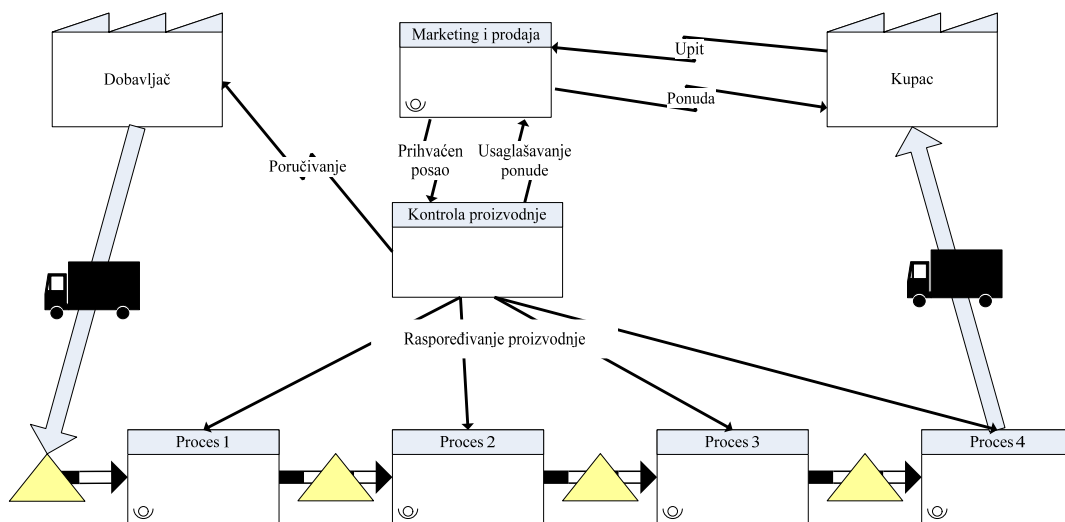 Marketing i prodaja
Dobavljač
Upit
Kupac
Ponuda
Prihvaćen
posao
Usaglašavanje
ponude
Poručivanje
Kontrola proizvodnje
Raspoređivanje proizvodnje
Proces 1
Proces 2
Proces 3
Proces 4